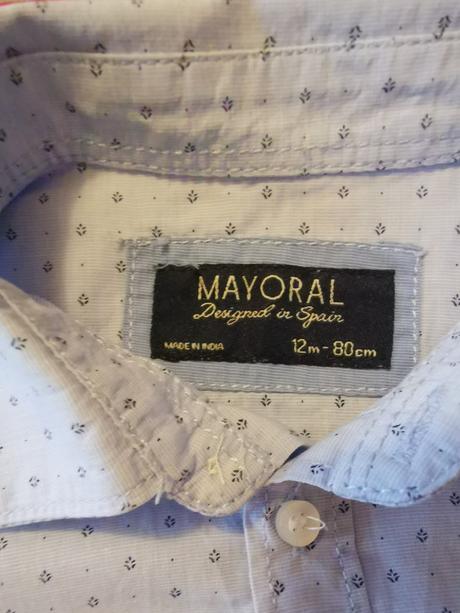 MAYORAL
Designed in Spain
MADE IN INDIA 12m-80cm